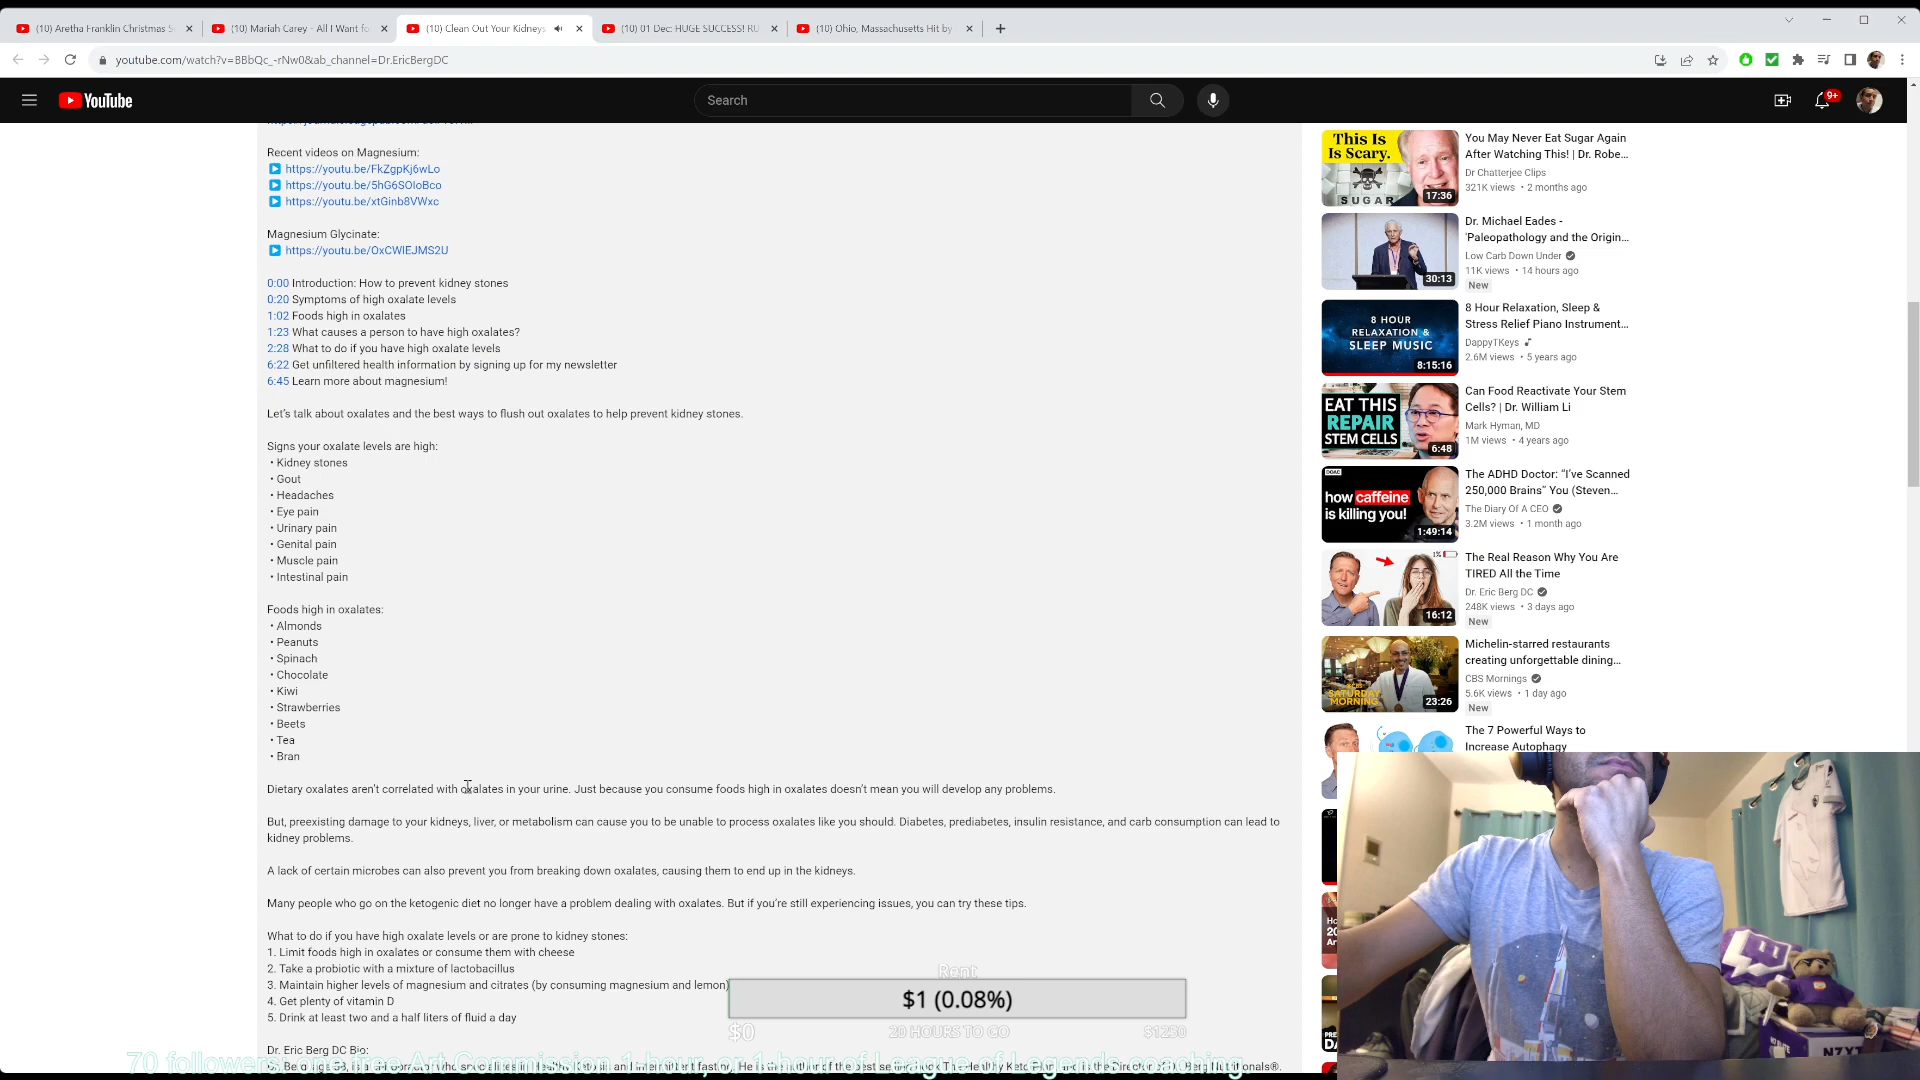 (10) Aretha Franklin Christmas S
(10) Mariah Carey - All I Want fo
(10) Clean Out Your Kidneys
(10) 01 Dec: HUGE SUCCESS! RU
(10) Ohio, Massachusetts Hit by
youtube.com/watch?v=BBbQc_-rNw0&ab_channel=Dr.EricBergDC
YouTube
Search
9+
Recent videos on Magnesium:
https://youtu.be/FkZgpKj6wLo
https://youtu.be/5hG6SOIoBco
https://youtu.be/xtGinb8VWxc
Magnesium Glycinate:
https://youtu.be/OxCWIEJMS2U
0:00 Introduction: How to prevent kidney stones
0:20 Symptoms of high oxalate levels
1:02 Foods high in oxalates
1:23 What causes a person to have high oxalates?
2:28 What to do if you have high oxalate levels
6:22 Get unfiltered health information by signing up for my newsletter
6:45 Learn more about magnesium!
Let's talk about oxalates and the best ways to flush out oxalates to help prevent kidney stones.
Signs your oxalate levels are high:
• Kidney stones
• Gout
• Headaches
• Eye pain
• Urinary pain
• Genital pain
• Muscle pain
• Intestinal pain
Foods high in oxalates:
• Almonds
• Peanuts
• Spinach
• Chocolate
• Kiwi
• Strawberries
• Beets
• Tea
• Bran
Dietary oxalates aren't correlated with oxalates in your urine. Just because you consume foods high in oxalates doesn't mean you will develop any problems.
But, preexisting damage to your kidneys, liver, or metabolism can cause you to be unable to process oxalates like you should. Diabetes, prediabetes, insulin resistance, and carb consumption can lead to
kidney problems.
A lack of certain microbes can also prevent you from breaking down oxalates, causing them to end up in the kidneys.
Many people who go on the ketogenic diet no longer have a problem dealing with oxalates. But if you're still experiencing issues, you can try these tips.
What to do if you have high oxalate levels or are prone to kidney stones:
1. Limit foods high in oxalates or consume them with cheese
2. Take a probiotic with a mixture of lactobacillus
3. Maintain higher levels of magnesium and citrates (by consuming magnesium and lemon)
4. Get plenty of vitamin D
5. Drink at least two and a half liters of fluid a day
Dr. Eric Berg DC Bio:
Rent
$1 (0.08%)
$0
20 HOURS TO GO
$1250
70 followers: one free Art Commission 1 hour, or 1 hour of League of Legends coaching
This Is
Is Scary.
SUGAR
17:36
You May Never Eat Sugar Again
After Watching This! | Dr. Robe...
Dr Chatterjee Clips
321K views • 2 months ago
30:13
Dr. Michael Eades -
'Paleopathology and the Origin...
Low Carb Down Under
11K views • 14 hours ago
New
8 HOUR
RELAXATION &
SLEEP MUSIC
8:15:16
8 Hour Relaxation, Sleep &
Stress Relief Piano Instrument...
DappyTKeys
2.6M views • 5 years ago
EAT THIS
REPAIR
STEM CELLS
6:48
Can Food Reactivate Your Stem
Cells? | Dr. William Li
Mark Hyman, MD
1M views • 4 years ago
DOAC
how caffeine
is killing you!
1:49:14
The ADHD Doctor: "I've Scanned
250,000 Brains" You (Steven...
The Diary Of A CEO
3.2M views • 1 month ago
1%
16:12
The Real Reason Why You Are
TIRED All the Time
Dr. Eric Berg DC
248K views • 3 days ago
New
SATURDAY
MORNING
23:26
Michelin-starred restaurants
creating unforgettable dining...
CBS Mornings
5.6K views • 1 day ago
New
The 7 Powerful Ways to
Increase Autophagy